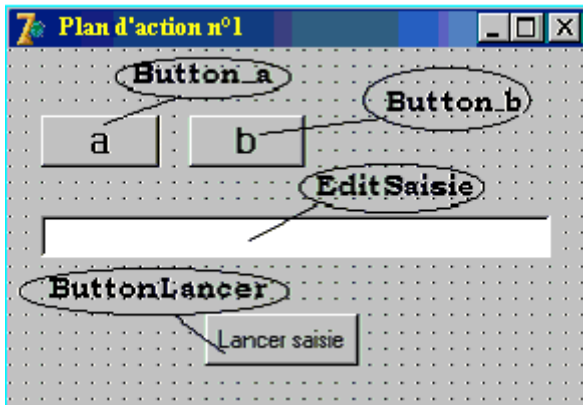 Plan d'action n°1
Button_a
Button_b
a
b
EditSaisie
ButtonLancer
Lancer saisie